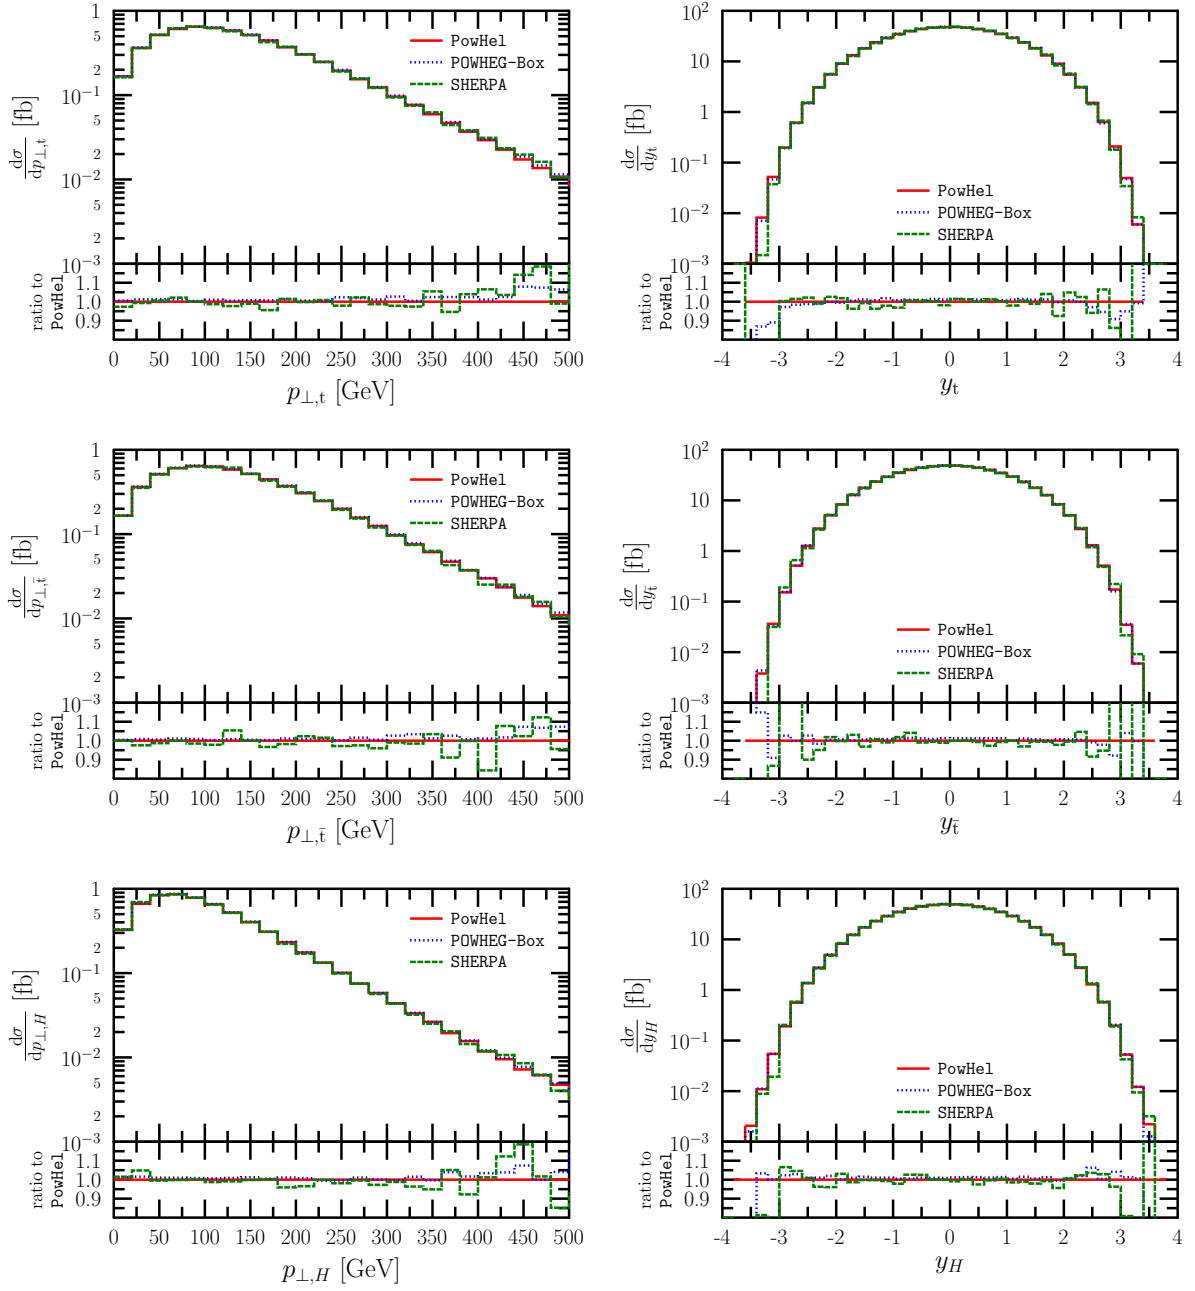 1
5
2
10⁻¹
5
2
10⁻²
5
2
10⁻³
dσ/dp⊥,t [fb]
PowHel
POWHEG-Box
SHERPA
ratio to PowHel
1.1
1.0
0.9
0 50 100 150 200 250 300 350 400 450 500
p⊥,t [GeV]
10²
10
1
10⁻¹
10⁻²
10⁻³
dσ/dyt [fb]
PowHel
POWHEG-Box
SHERPA
ratio to PowHel
1.1
1.0
0.9
-4 -3 -2 -1 0 1 2 3 4
yt
1
5
2
10⁻¹
5
2
10⁻²
5
2
10⁻³
dσ/dp⊥,t̄ [fb]
PowHel
POWHEG-Box
SHERPA
ratio to PowHel
1.1
1.0
0.9
0 50 100 150 200 250 300 350 400 450 500
p⊥,t̄ [GeV]
10²
10
1
10⁻¹
10⁻²
10⁻³
dσ/dyt̄ [fb]
PowHel
POWHEG-Box
SHERPA
ratio to PowHel
1.1
1.0
0.9
-4 -3 -2 -1 0 1 2 3 4
yt̄
1
5
2
10⁻¹
5
2
10⁻²
5
2
10⁻³
dσ/dp⊥,H [fb]
PowHel
POWHEG-Box
SHERPA
ratio to PowHel
1.1
1.0
0.9
0 50 100 150 200 250 300 350 400 450 500
p⊥,H [GeV]
10²
10
1
10⁻¹
10⁻²
10⁻³
dσ/dyH [fb]
PowHel
POWHEG-Box
SHERPA
ratio to PowHel
1.1
1.0
0.9
-4 -3 -2 -1 0 1 2 3 4
yH